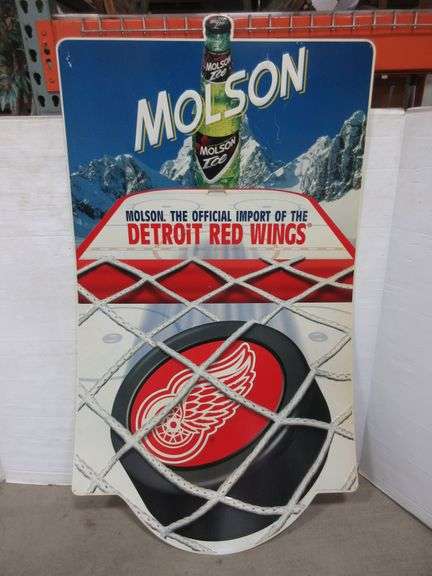 MOLSON
Ice
MOLSON
MOLSON
Ice
MOLSON. THE OFFICIAL IMPORT OF THE
DETROIT RED WINGS®